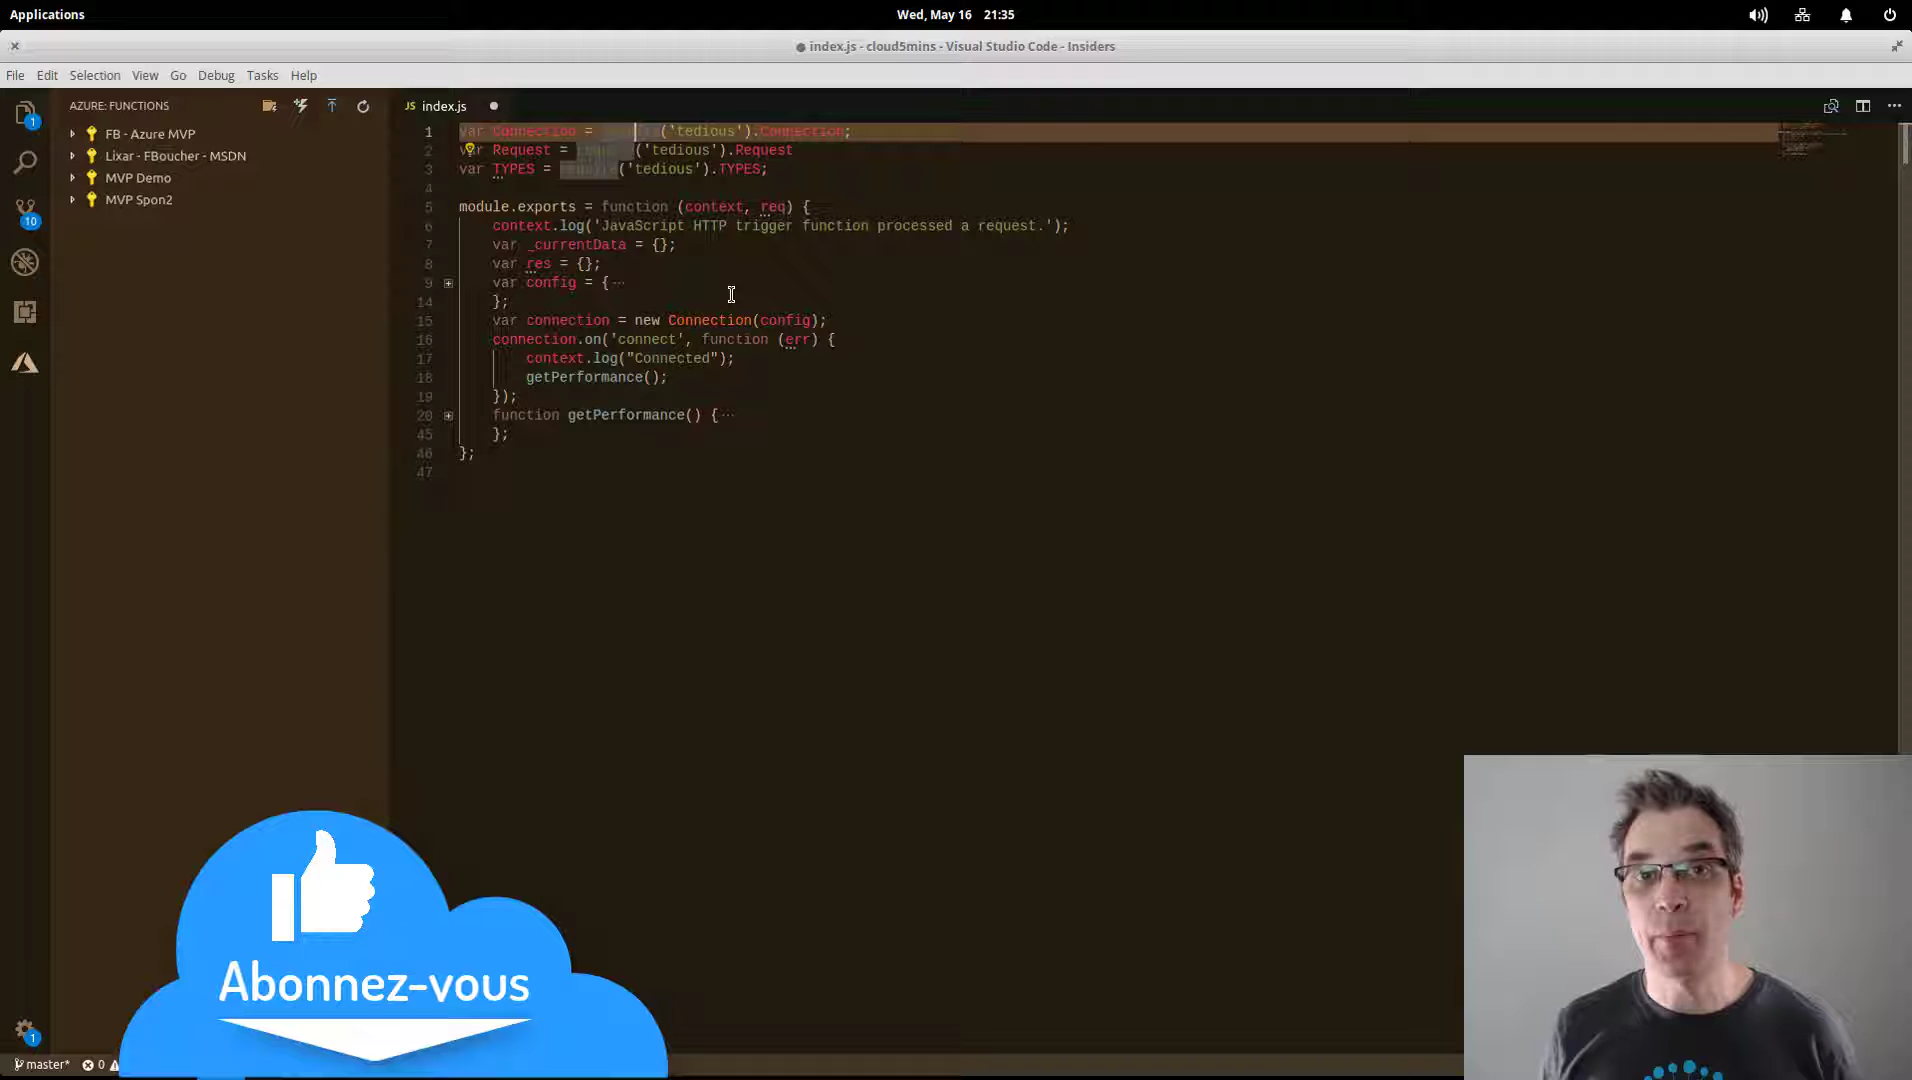 Applications
Wed, May 16 21:35
● index.js - cloud5mins - Visual Studio Code - Insiders
File Edit Selection View Go Debug Tasks Help
AZURE: FUNCTIONS
FB - Azure MVP
Lixar - FBoucher - MSDN
MVP Demo
MVP Spon2
1
10
1
JS index.js ●
1 var Connection = require('tedious').Connection;
2 var Request = require('tedious').Request
3 var TYPES = require('tedious').TYPES;
4
5 module.exports = function (context, req) {
6 context.log('JavaScript HTTP trigger function processed a request.');
7 var _currentData = {};
8 var res = {};
9 var config = {···
14 };
15 var connection = new Connection(config);
16 connection.on('connect', function (err) {
17 context.log("Connected");
18 getPerformance();
19 });
20 function getPerformance() {···
45 };
46 };
47
Abonnez-vous
master* 0